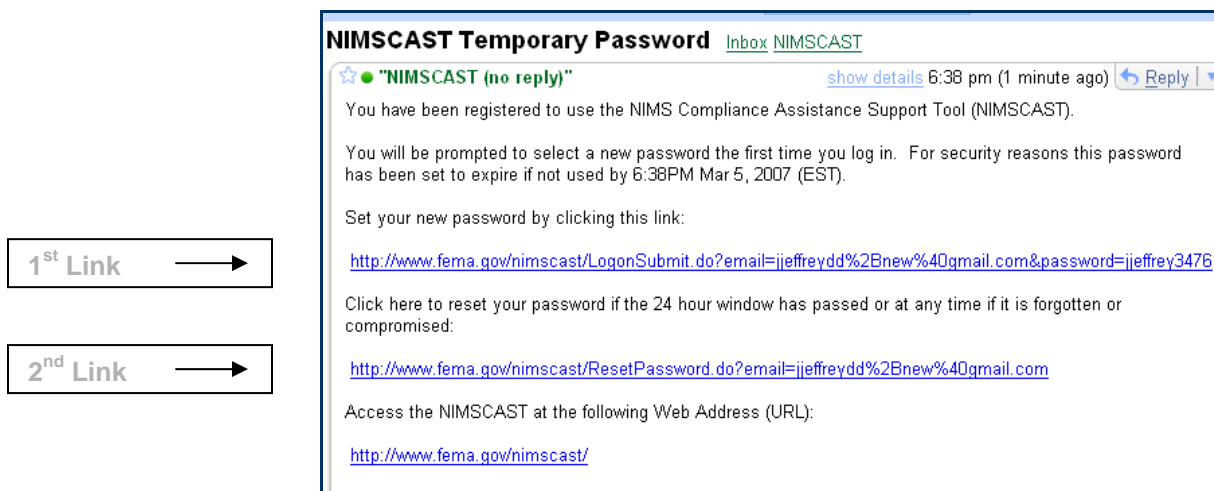 NIMSCAST Temporary Password Inbox NIMSCAST
"NIMSCAST (no reply)" show details 6:38 pm (1 minute ago) Reply
You have been registered to use the NIMS Compliance Assistance Support Tool (NIMSCAST).
You will be prompted to select a new password the first time you log in. For security reasons this password
has been set to expire if not used by 6:38PM Mar 5, 2007 (EST).
Set your new password by clicking this link:
1st Link
http://www.fema.gov/nimscast/LogonSubmit.do?email=jjeffreydd%2Bnew%40gmail.com&password=jjeffrey3476
Click here to reset your password if the 24 hour window has passed or at any time if it is forgotten or
compromised:
2nd Link
http://www.fema.gov/nimscast/ResetPassword.do?email=jjeffreydd%2Bnew%40gmail.com
Access the NIMSCAST at the following Web Address (URL):
http://www.fema.gov/nimscast/